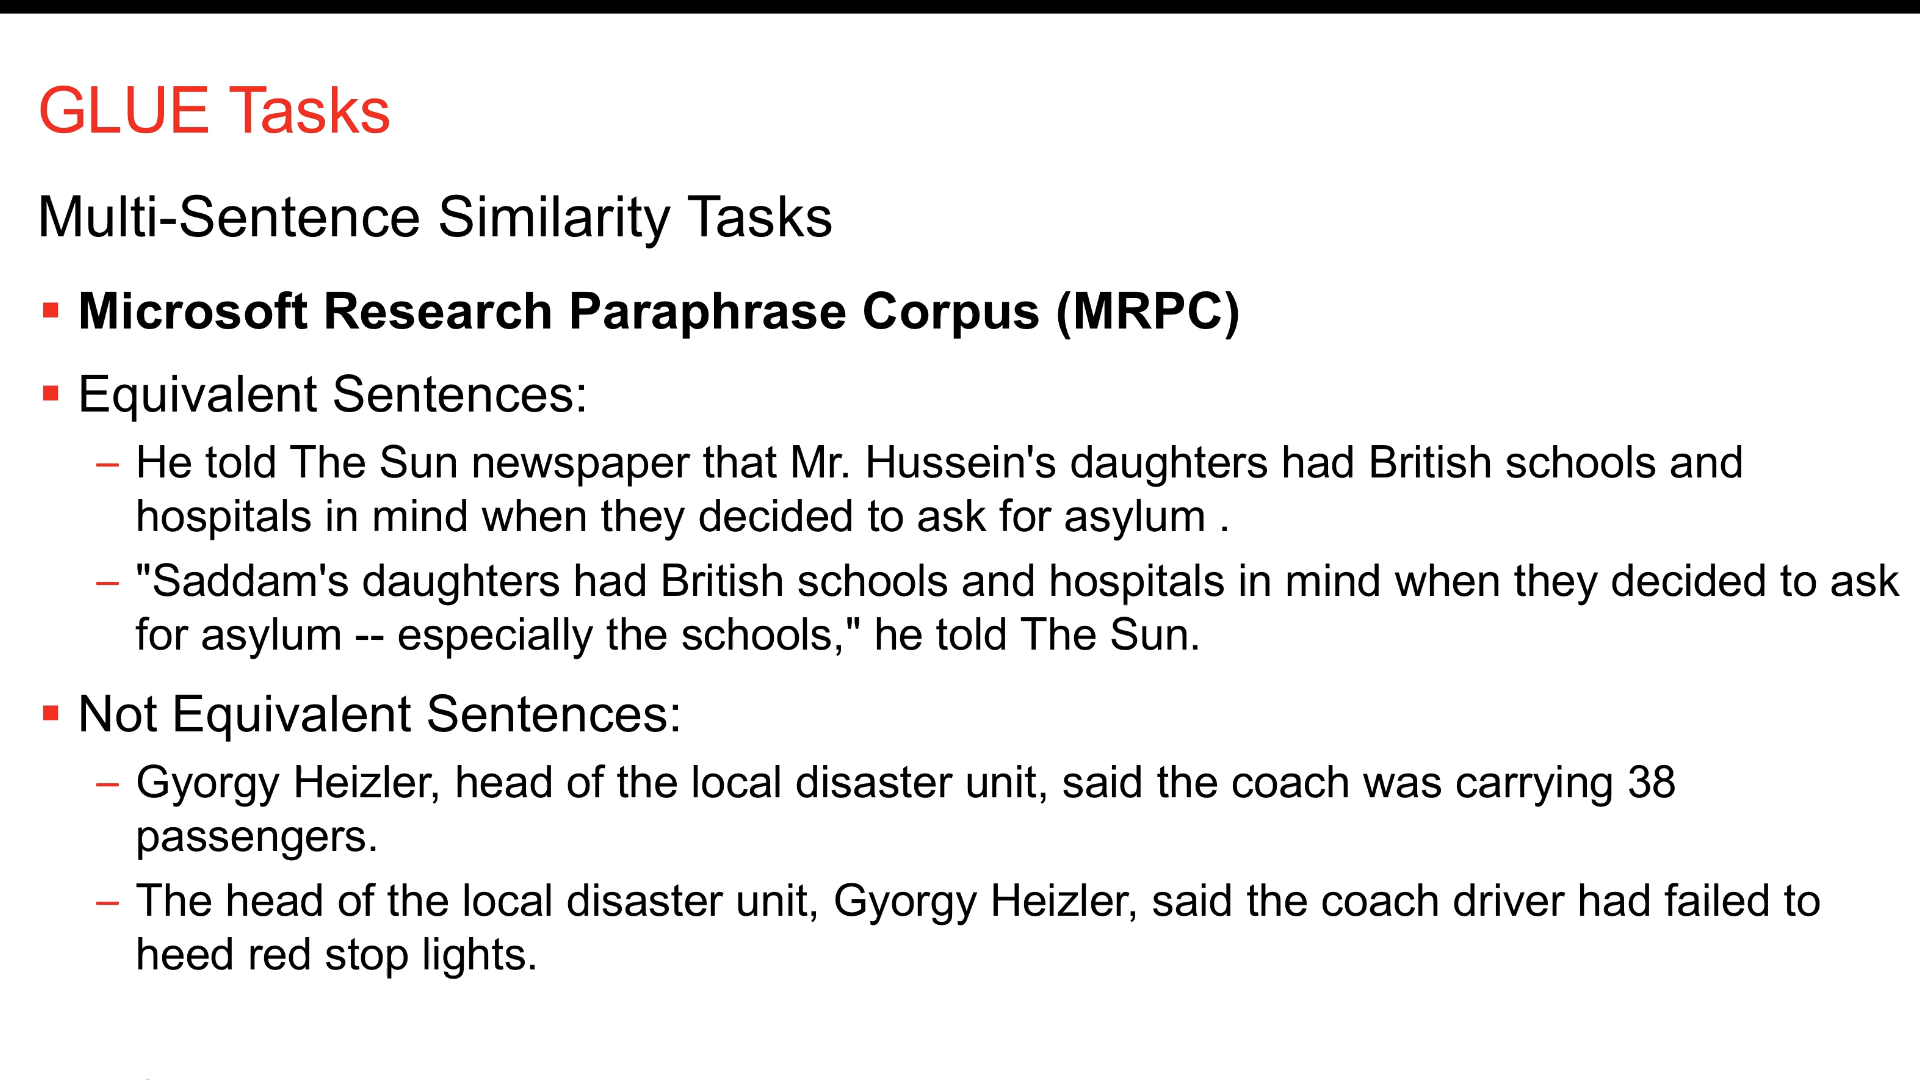 GLUE Tasks
Multi-Sentence Similarity Tasks
▪ Microsoft Research Paraphrase Corpus (MRPC)
▪ Equivalent Sentences:
– He told The Sun newspaper that Mr. Hussein's daughters had British schools and
hospitals in mind when they decided to ask for asylum .
– "Saddam's daughters had British schools and hospitals in mind when they decided to ask
for asylum -- especially the schools," he told The Sun.
▪ Not Equivalent Sentences:
– Gyorgy Heizler, head of the local disaster unit, said the coach was carrying 38
passengers.
– The head of the local disaster unit, Gyorgy Heizler, said the coach driver had failed to
heed red stop lights.